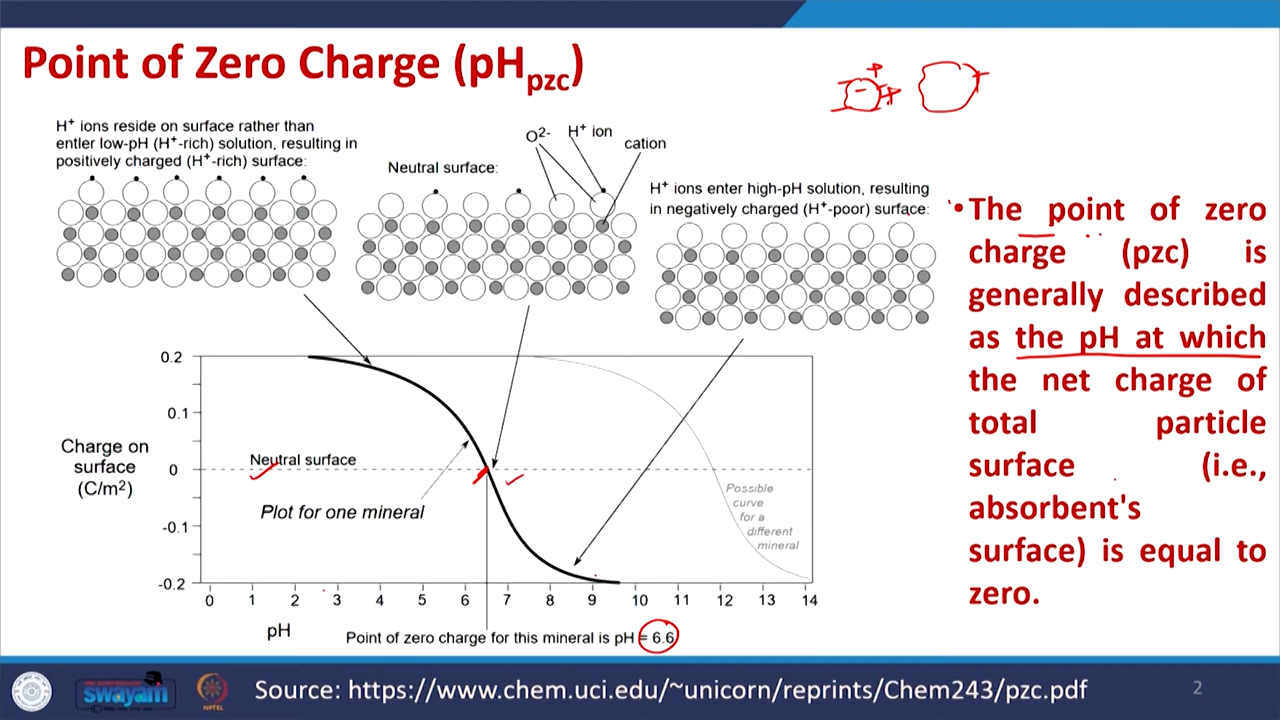 Point of Zero Charge (pHpzc)
H+ ions reside on surface rather than
entler low-pH (H+-rich) solution, resulting in
positively charged (H+-rich) surface:
Neutral surface:
O2-
H+ ion
cation
H+ ions enter high-pH solution, resulting
in negatively charged (H+-poor) surface:
•The point of zero
charge (pzc) is
generally described
as the pH at which
the net charge of
total particle
surface (i.e.,
absorbent's
surface) is equal to
zero.
Charge on
surface
(C/m2)
0.2
0.1
0
-0.1
-0.2
Neutral surface
Plot for one mineral
Possible
curve
for a
different
mineral
0 1 2 3 4 5 6 7 8 9 10 11 12 13 14
pH
Point of zero charge for this mineral is pH = 6.6
swayam
NPTEL
Source: https://www.chem.uci.edu/~unicorn/reprints/Chem243/pzc.pdf
2